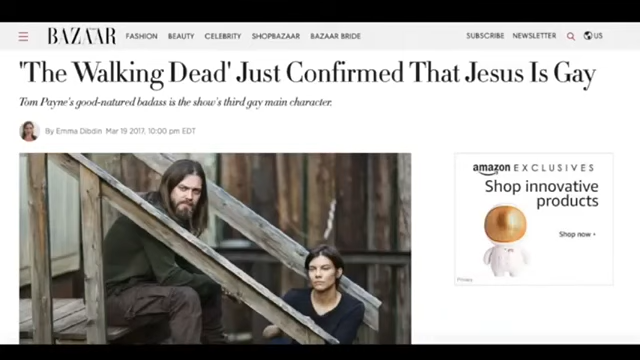 BAZAAR FASHION BEAUTY CELEBRITY SHOPBAZAAR BAZAAR BRIDE SUBSCRIBE NEWSLETTER US
'The Walking Dead' Just Confirmed That Jesus Is Gay
Tom Payne's good-natured badass is the show's third gay main character.
By Emma Dibdin Mar 19 2017, 10:00 pm EDT
amazon EXCLUSIVES
Shop innovative
products
Shop now
Privacy